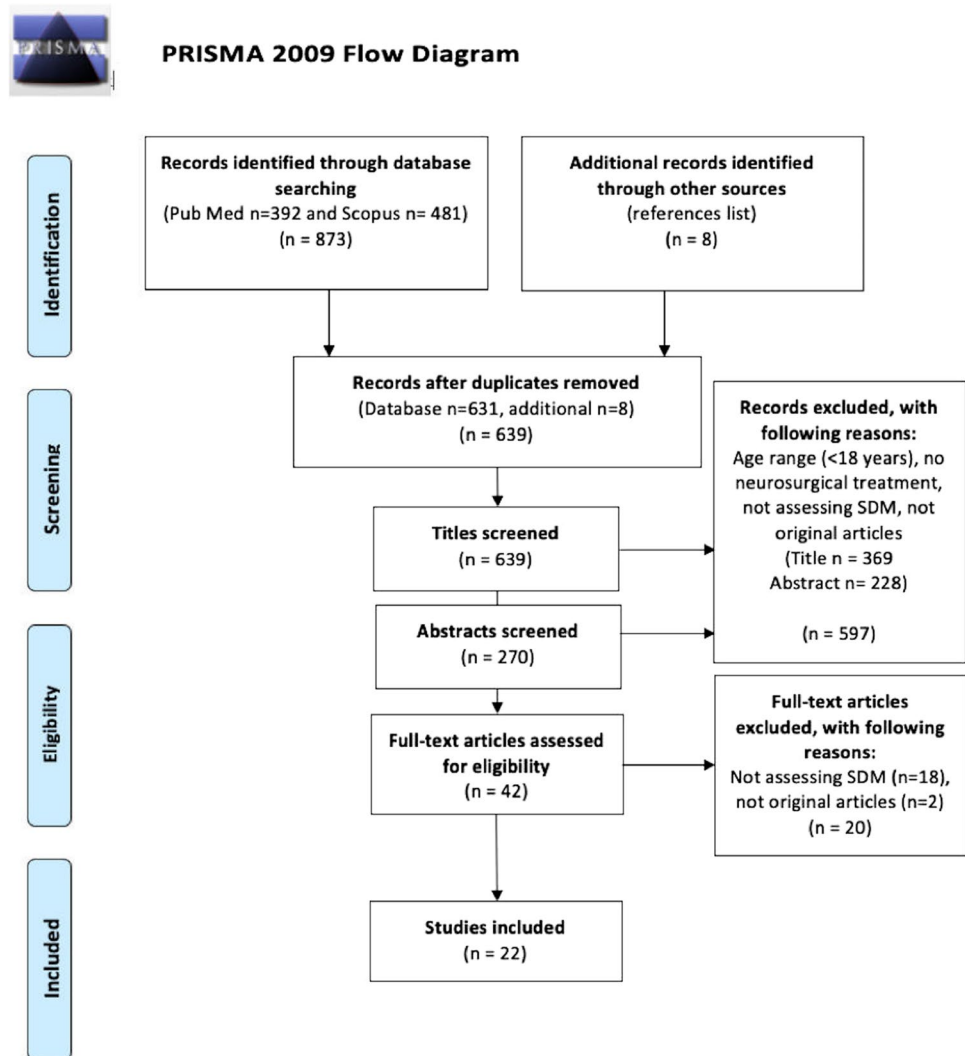 PRISMA
PRISMA 2009 Flow Diagram
Identification
Records identified through database
searching
(Pub Med n=392 and Scopus n= 481)
(n = 873)
Additional records identified
through other sources
(references list)
(n = 8)
Records after duplicates removed
(Database n=631, additional n=8)
(n = 639)
Screening
Titles screened
(n = 639)
Records excluded, with
following reasons:
Age range (<18 years), no
neurosurgical treatment,
not assessing SDM, not
original articles
(Title n = 369
Abstract n= 228)
(n = 597)
Abstracts screened
(n = 270)
Eligibility
Full-text articles assessed
for eligibility
(n = 42)
Full-text articles
excluded, with following
reasons:
Not assessing SDM (n=18),
not original articles (n=2)
(n = 20)
Included
Studies included
(n = 22)